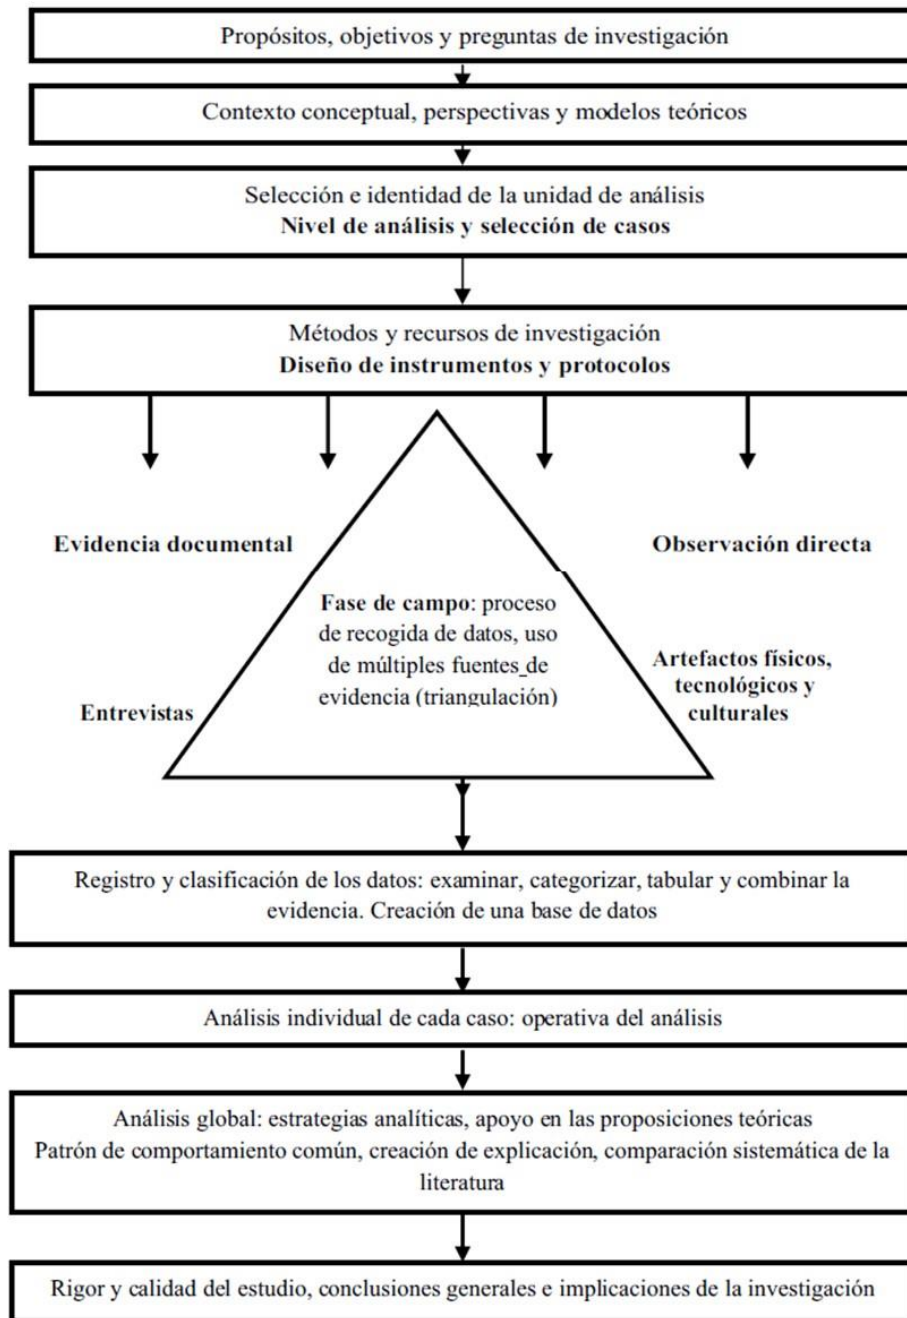 Propósitos, objetivos y preguntas de investigación
Contexto conceptual, perspectivas y modelos teóricos
Selección e identidad de la unidad de análisis
Nivel de análisis y selección de casos
Métodos y recursos de investigación
Diseño de instrumentos y protocolos
Evidencia documental
Observación directa
Fase de campo: proceso
de recogida de datos, uso
de múltiples fuentes de
evidencia (triangulación)
Entrevistas
Artefactos físicos,
tecnológicos y
culturales
Registro y clasificación de los datos: examinar, categorizar, tabular y combinar la
evidencia. Creación de una base de datos
Análisis individual de cada caso: operativa del análisis
Análisis global: estrategias analíticas, apoyo en las proposiciones teóricas
Patrón de comportamiento común, creación de explicación, comparación sistemática de la
literatura
Rigor y calidad del estudio, conclusiones generales e implicaciones de la investigación